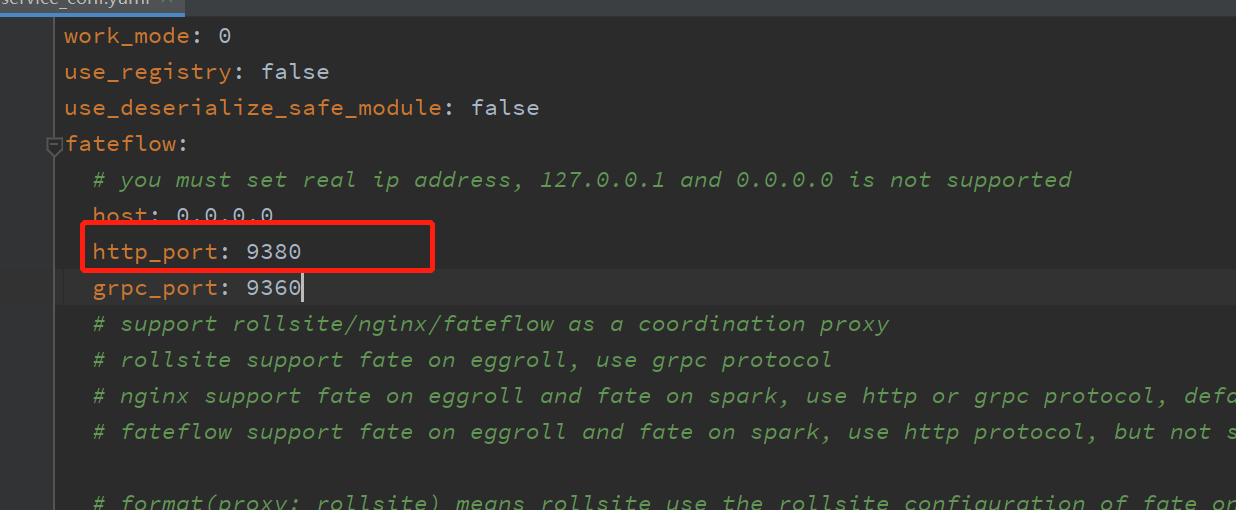 service_conf.yaml
work_mode: 0
use_registry: false
use_deserialize_safe_module: false
fateflow:
# you must set real ip address, 127.0.0.1 and 0.0.0.0 is not supported
host: 0.0.0.0
http_port: 9380
grpc_port: 9360
# support rollsite/nginx/fateflow as a coordination proxy
# rollsite support fate on eggroll, use grpc protocol
# nginx support fate on eggroll and fate on spark, use http or grpc protocol, defa
# fateflow support fate on eggroll and fate on spark, use http protocol, but not s
# format(proxy: rollsite) means rollsite use the rollsite configuration of fate_on